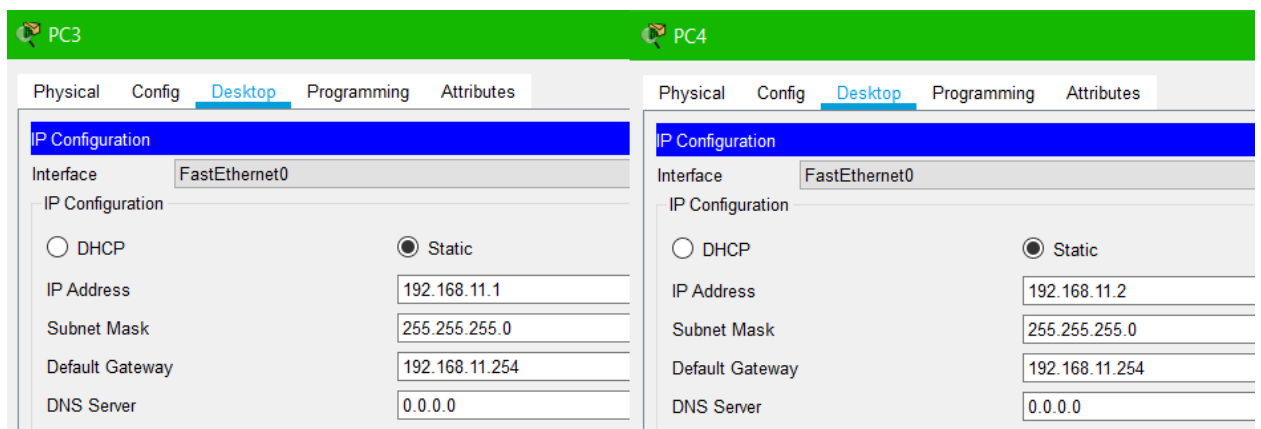 PC3
Physical Config Desktop Programming Attributes
IP Configuration
Interface FastEthernet0
IP Configuration
DHCP Static
IP Address 192.168.11.1
Subnet Mask 255.255.255.0
Default Gateway 192.168.11.254
DNS Server 0.0.0.0
PC4
Physical Config Desktop Programming Attributes
IP Configuration
Interface FastEthernet0
IP Configuration
DHCP Static
IP Address 192.168.11.2
Subnet Mask 255.255.255.0
Default Gateway 192.168.11.254
DNS Server 0.0.0.0